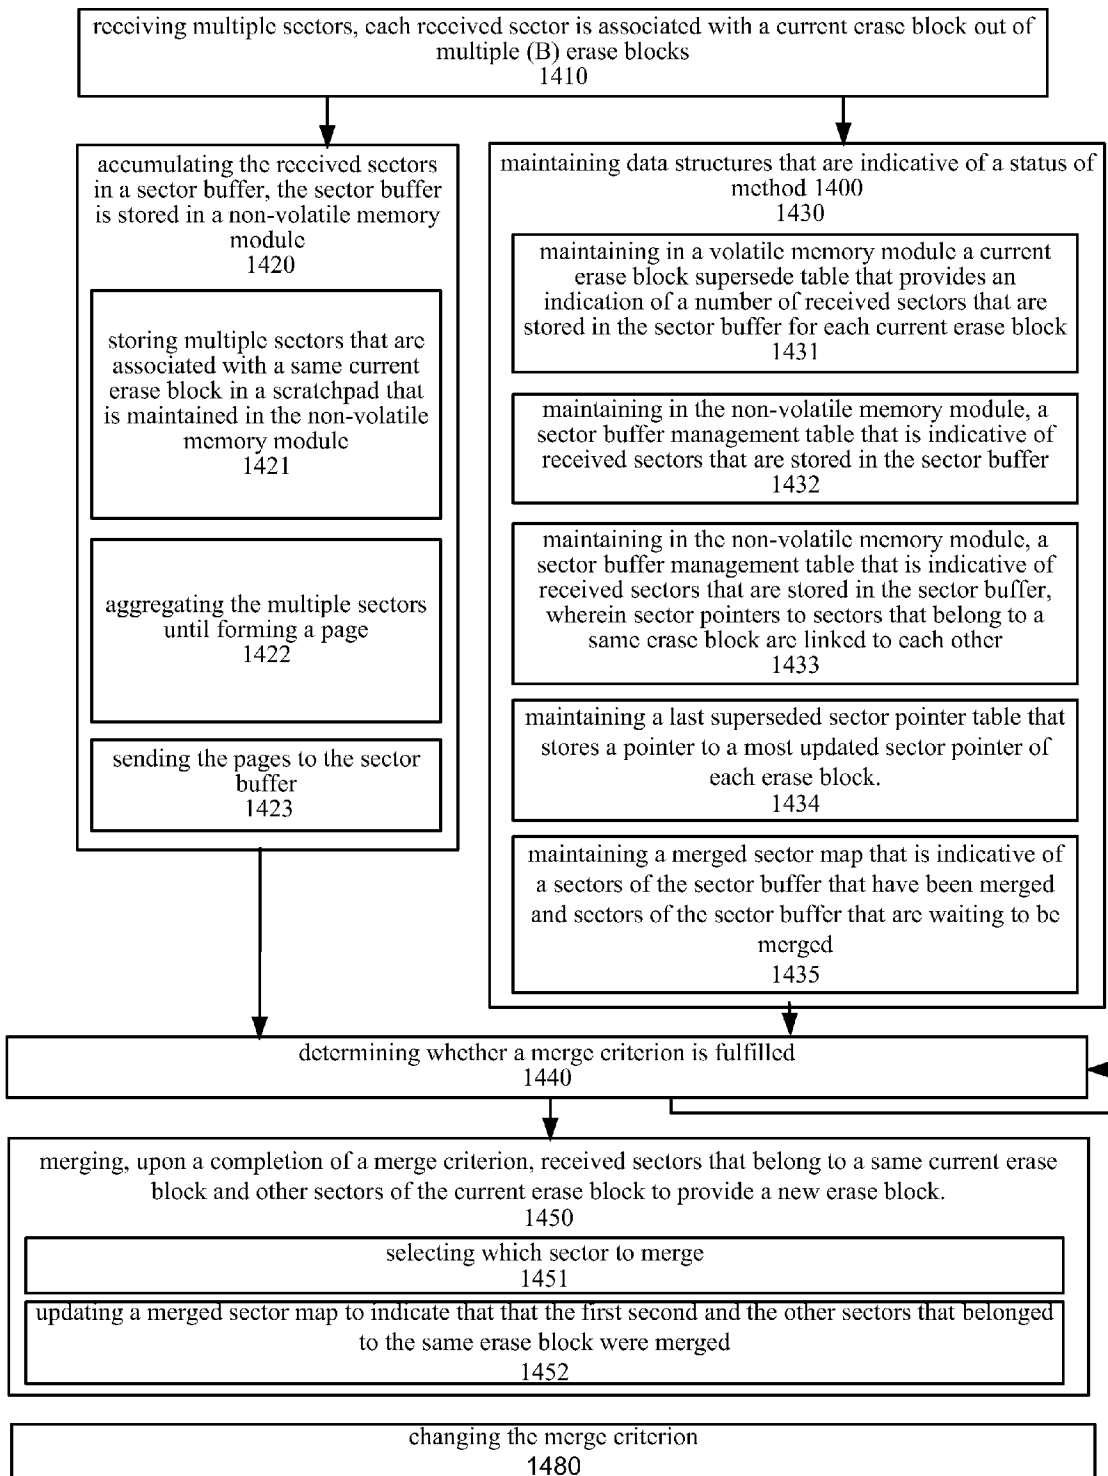 receiving multiple sectors, each received sector is associated with a current erase block out of
multiple (B) erase blocks
1410
accumulating the received sectors
in a sector buffer, the sector buffer
is stored in a non-volatile memory
module
1420
storing multiple sectors that are
associated with a same current
erase block in a scratchpad that
is maintained in the non-volatile
memory module
1421
aggregating the multiple sectors
until forming a page
1422
sending the pages to the sector
buffer
1423
maintaining data structures that are indicative of a status of
method 1400
1430
maintaining in a volatile memory module a current
erase block supersede table that provides an
indication of a number of received sectors that are
stored in the sector buffer for each current erase block
1431
maintaining in the non-volatile memory module, a
sector buffer management table that is indicative of
received sectors that are stored in the sector buffer
1432
maintaining in the non-volatile memory module, a
sector buffer management table that is indicative of
received sectors that are stored in the sector buffer,
wherein sector pointers to sectors that belong to a
same erase block are linked to each other
1433
maintaining a last superseded sector pointer table that
stores a pointer to a most updated sector pointer of
each erase block.
1434
maintaining a merged sector map that is indicative of
a sectors of the sector buffer that have been merged
and sectors of the sector buffer that are waiting to be
merged
1435
determining whether a merge criterion is fulfilled
1440
merging, upon a completion of a merge criterion, received sectors that belong to a same current erase
block and other sectors of the current erase block to provide a new erase block.
1450
selecting which sector to merge
1451
updating a merged sector map to indicate that that the first second and the other sectors that belonged
to the same erase block were merged
1452
changing the merge criterion
1480